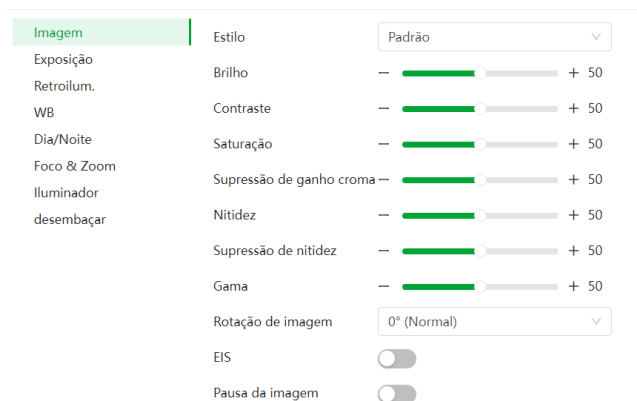 Imagem
Exposição
Retroilum.
WB
Dia/Noite
Foco & Zoom
Iluminador
desembaçar
Estilo Padrão
Brilho 50
Contraste 50
Saturação 50
Supressão de ganho croma 50
Nitidez 50
Supressão de nitidez 50
Gama 50
Rotação de imagem 0° (Normal)
EIS
Pausa da imagem